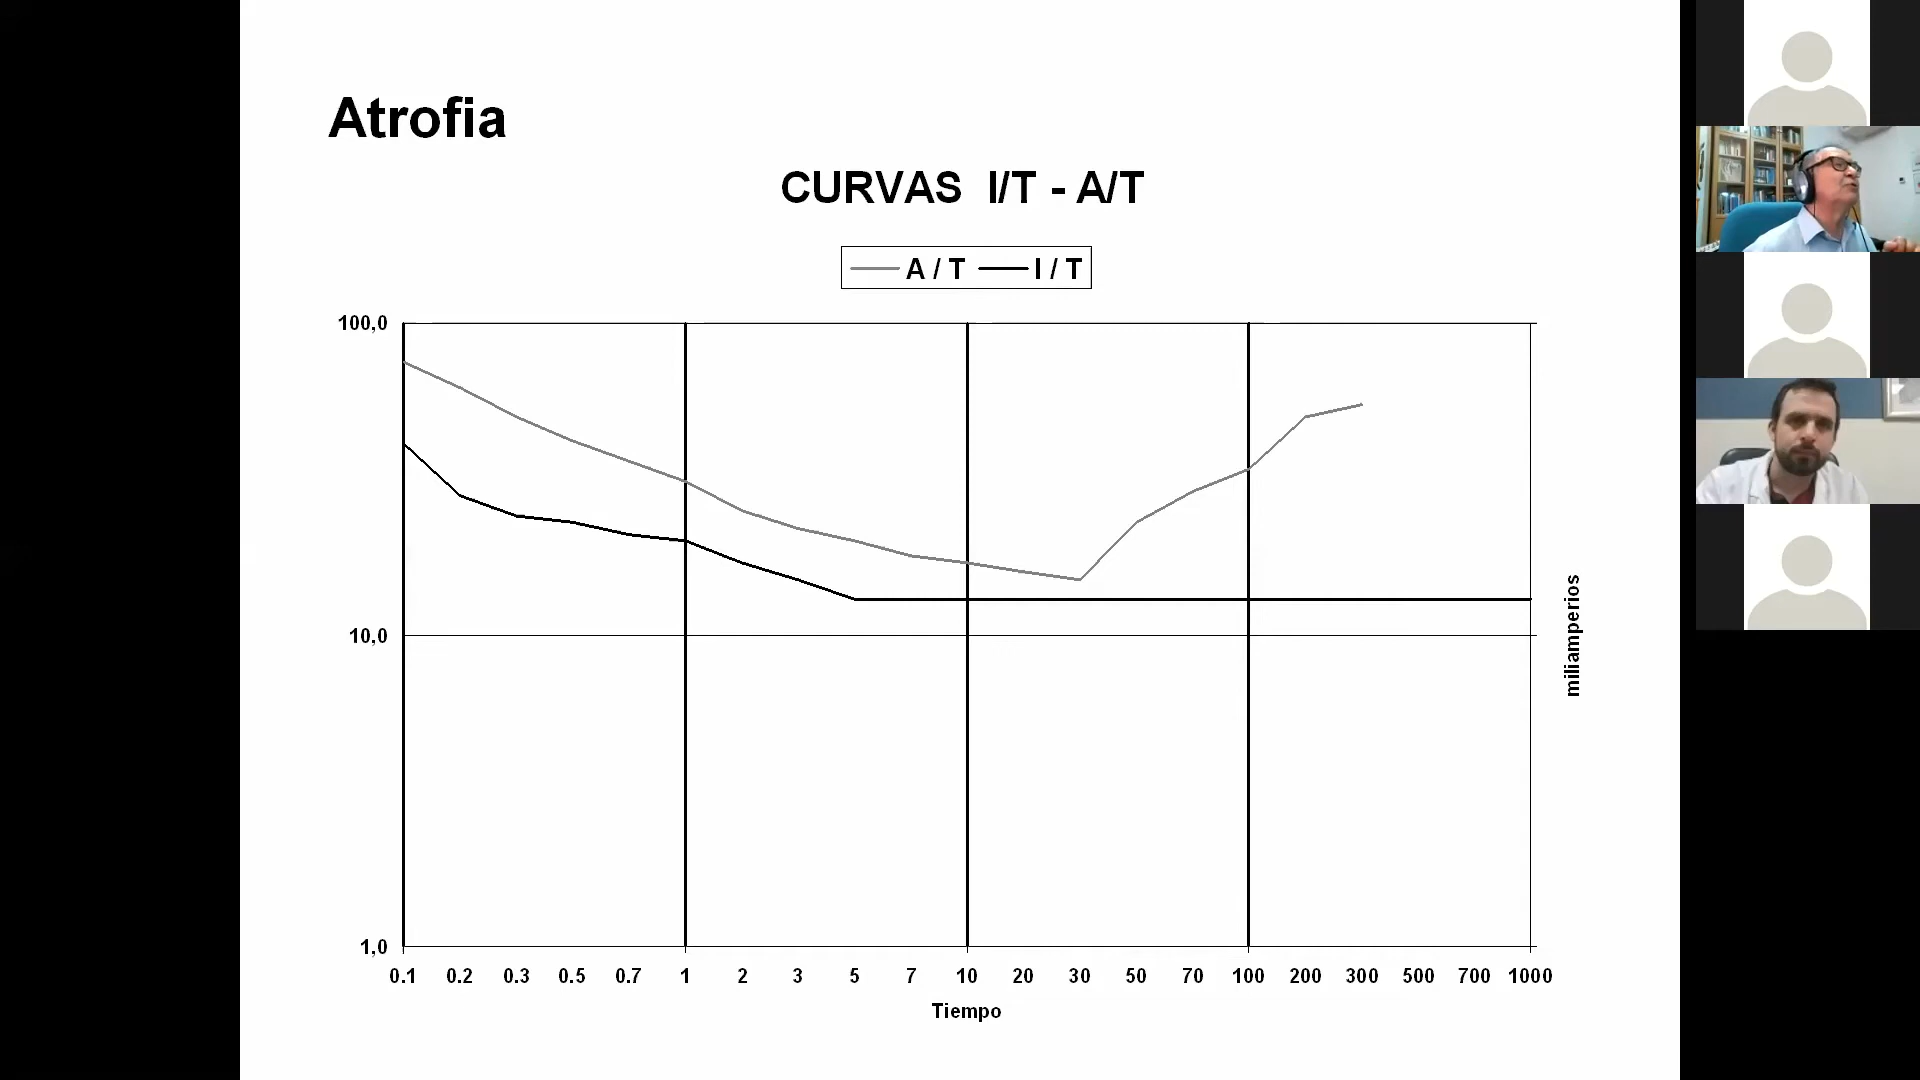 Atrofia
CURVAS I/T - A/T
A / T I / T
100,0
10,0
1,0
0.1 0.2 0.3 0.5 0.7 1 2 3 5 7 10 20 30 50 70 100 200 300 500 700 1000
Tiempo
miliamperios